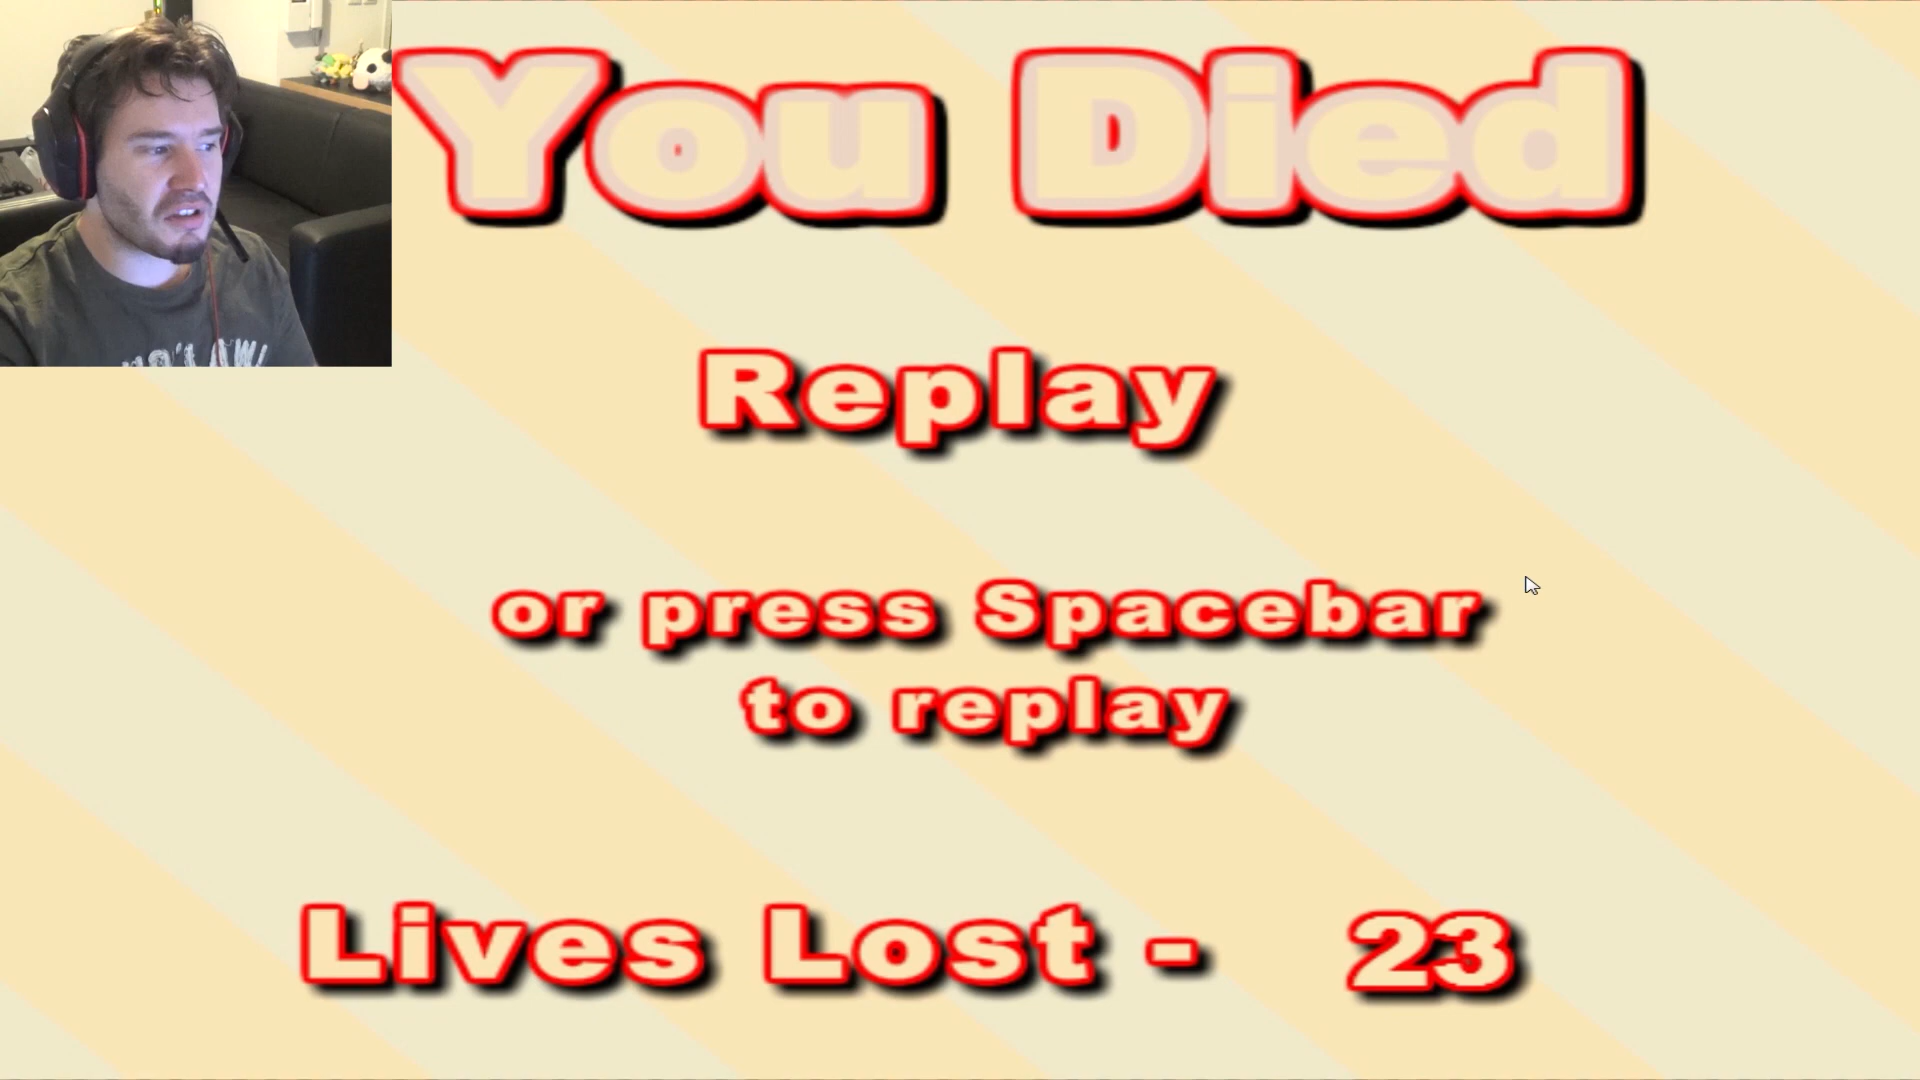 You Died
Replay
or press Spacebar
to replay
Lives Lost - 23